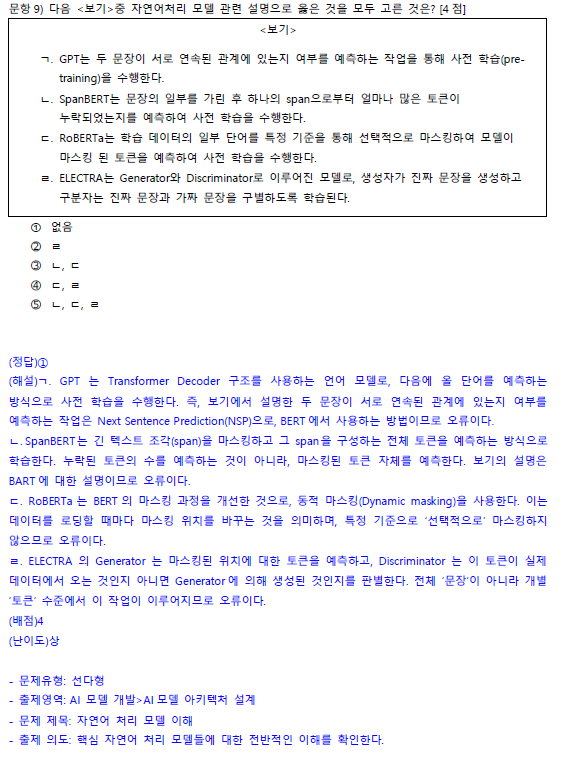 문항 9) 다음 <보기>중 자연어처리 모델 관련 설명으로 옳은 것을 모두 고른 것은? [4 점]
<보기>
ㄱ. GPT는 두 문장이 서로 연속된 관계에 있는지 여부를 예측하는 작업을 통해 사전 학습(pre-
training)을 수행한다.
ㄴ. SpanBERT는 문장의 일부를 가린 후 하나의 span으로부터 얼마나 많은 토큰이
누락되었는지를 예측하여 사전 학습을 수행한다.
ㄷ. RoBERTa는 학습 데이터의 일부 단어를 특정 기준을 통해 선택적으로 마스킹하여 모델이
마스킹 된 토큰을 예측하여 사전 학습을 수행한다.
ㄹ. ELECTRA는 Generator와 Discriminator로 이루어진 모델로, 생성자가 진짜 문장을 생성하고
구분자는 진짜 문장과 가짜 문장을 구별하도록 학습된다.
① 없음
② ㄹ
③ ㄴ, ㄷ
④ ㄷ, ㄹ
⑤ ㄴ, ㄷ, ㄹ
(정답)①
(해설)ㄱ. GPT 는 Transformer Decoder 구조를 사용하는 언어 모델로, 다음에 올 단어를 예측하는
방식으로 사전 학습을 수행한다. 즉, 보기에서 설명한 두 문장이 서로 연속된 관계에 있는지 여부를
예측하는 작업은 Next Sentence Prediction(NSP)으로, BERT 에서 사용하는 방법이므로 오류이다.
ㄴ. SpanBERT는 긴 텍스트 조각(span)을 마스킹하고 그 span을 구성하는 전체 토큰을 예측하는 방식으로
학습한다. 누락된 토큰의 수를 예측하는 것이 아니라, 마스킹된 토큰 자체를 예측한다. 보기의 설명은
BART 에 대한 설명이므로 오류이다.
ㄷ. RoBERTa 는 BERT 의 마스킹 과정을 개선한 것으로, 동적 마스킹(Dynamic masking)을 사용한다. 이는
데이터를 로딩할 때마다 마스킹 위치를 바꾸는 것을 의미하며, 특정 기준으로 '선택적으로' 마스킹하지
않으므로 오류이다.
ㄹ. ELECTRA 의 Generator 는 마스킹된 위치에 대한 토큰을 예측하고, Discriminator 는 이 토큰이 실제
데이터에서 오는 것인지 아니면 Generator 에 의해 생성된 것인지를 판별한다. 전체 '문장'이 아니라 개별
'토큰' 수준에서 이 작업이 이루어지므로 오류이다.
(배점)4
(난이도)상
- 문제유형: 선다형
- 출제영역: AI 모델 개발>AI 모델 아키텍처 설계
- 문제 제목: 자연어 처리 모델 이해
- 출제 의도: 핵심 자연어 처리 모델들에 대한 전반적인 이해를 확인한다.